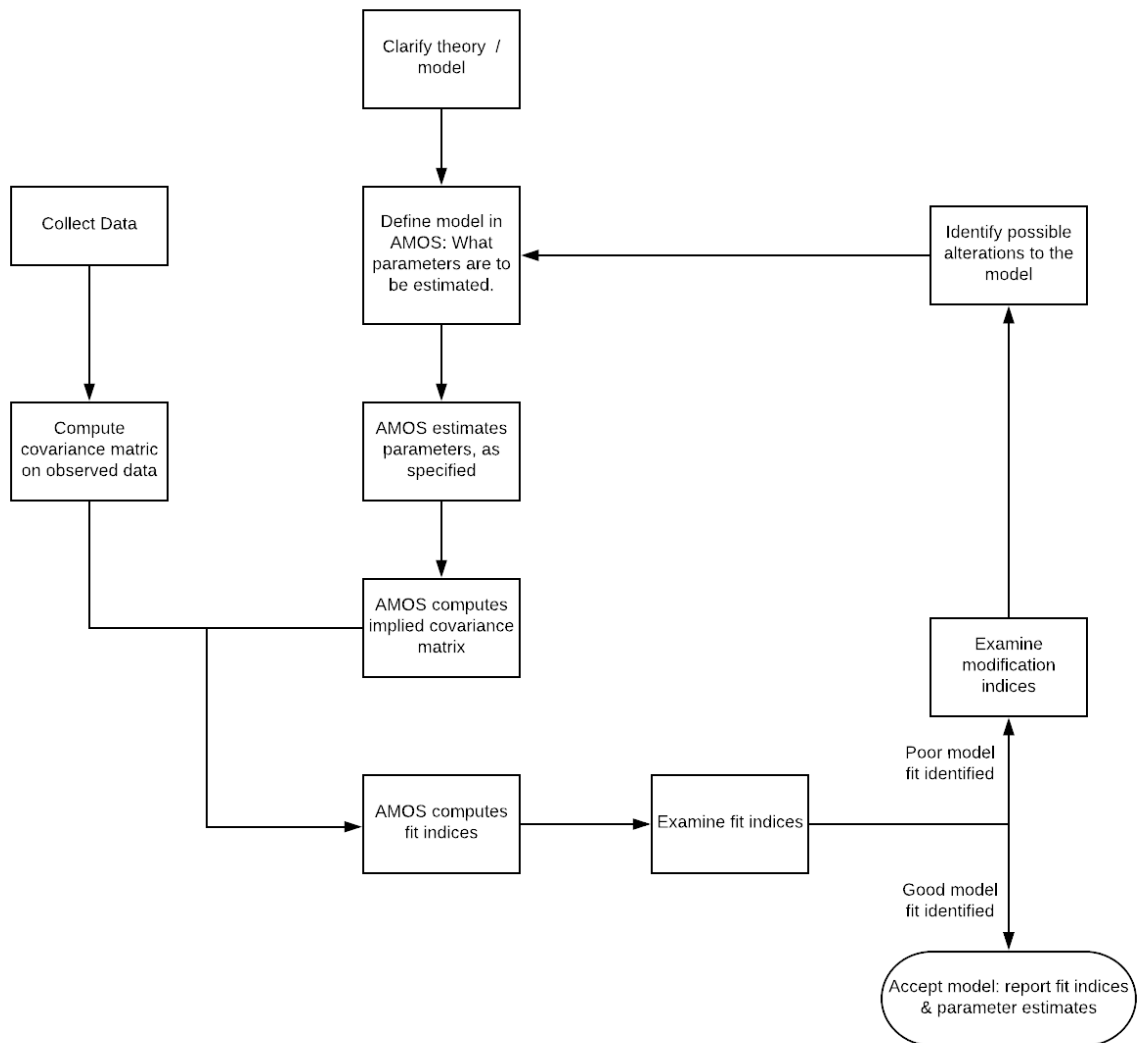 Clarify theory /
model
Collect Data
Define model in
AMOS: What
parameters are to
be estimated.
Identify possible
alterations to the
model
Compute
covariance matric
on observed data
AMOS estimates
parameters, as
specified
AMOS computes
implied covariance
matrix
Examine
modification
indices
Poor model
fit identified
AMOS computes
fit indices
Examine fit indices
Good model
fit identified
Accept model: report fit indices
& parameter estimates